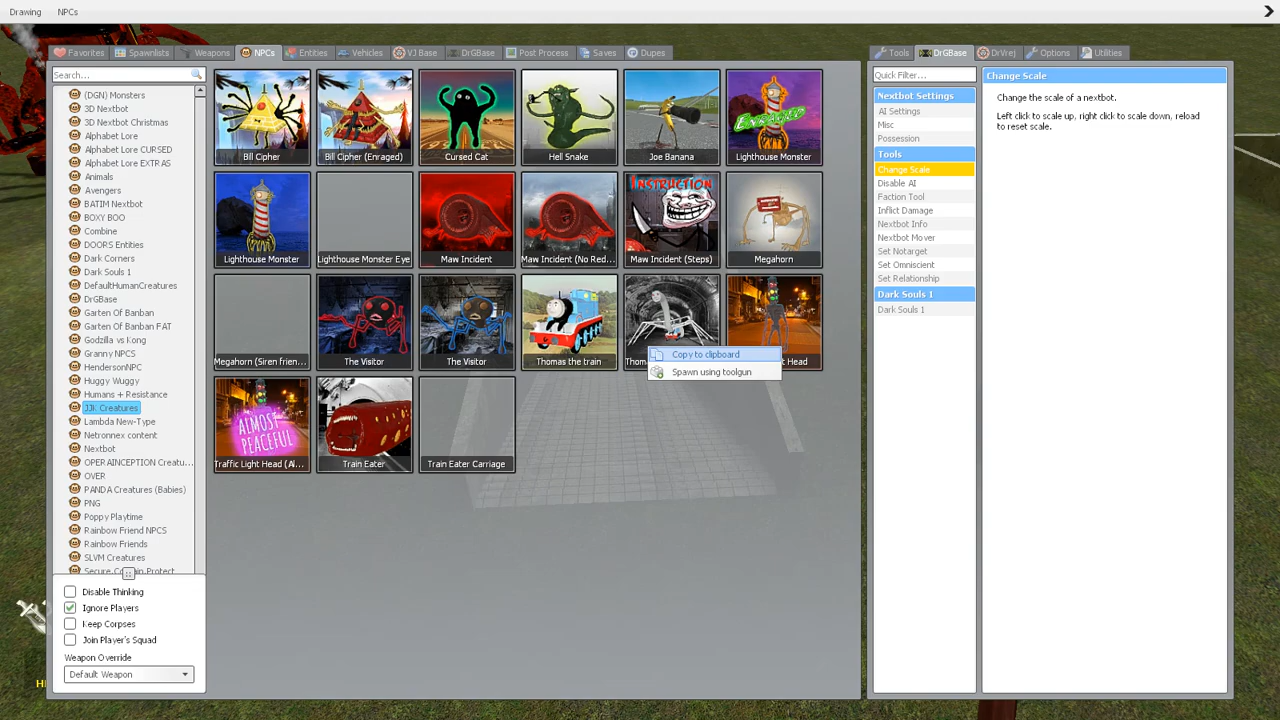 Drawing NPCs
Favorites Spawnlists Weapons NPCs Entities Vehicles VJ Base DrGBase Post Process Saves Dupes
Search...
(DGN) Monsters
3D Nextbot
3D Nextbot Christmas
Alphabet Lore
Alphabet Lore CURSED
Alphabet Lore EXTRAS
Animals
Avengers
BATIM Nextbot
BOXY BOO
Combine
DOORS Entities
Dark Corners
Dark Souls 1
DefaultHumanCreatures
DrGBase
Garten Of Banban
Garten Of Banban FAT
Godzilla vs Kong
Granny NPCS
HendersonNPC
Huggy Wuggy
Humans + Resistance
JJK Creatures
Lambda New-Type
Netronnex content
Nextbot
OPERAINCEPTION Creatu...
OVER
PANDA Creatures (Babies)
PNG
Poppy Playtime
Rainbow Friend NPCS
Rainbow Friends
SLVM Creatures
Disable Thinking
Ignore Players
Keep Corpses
Join Player's Squad
Weapon Override
Default Weapon
ENRAGED
Bill Cipher Bill Cipher (Enraged) Cursed Cat Hell Snake Joe Banana Lighthouse Monster
INSTRUCTION
Lighthouse Monster Lighthouse Monster Eye Maw Incident Maw Incident (No Red... Maw Incident (Steps) Megahorn
Megahorn (Siren frien... The Visitor The Visitor Thomas the train Thom Head
Copy to clipboard
Spawn using toolgun
ALMOST
PEACEFUL
Traffic Light Head (Al... Train Eater Train Eater Carriage
Tools DrGBase DrVrej Options Utilities
Quick Filter...
Nextbot Settings
AI Settings
Misc
Possession
Tools
Change Scale
Disable AI
Faction Tool
Inflict Damage
Nextbot Info
Nextbot Mover
Set Notarget
Set Omniscient
Set Relationship
Dark Souls 1
Dark Souls 1
Change Scale
Change the scale of a nextbot.
Left click to scale up, right click to scale down, reload
to reset scale.